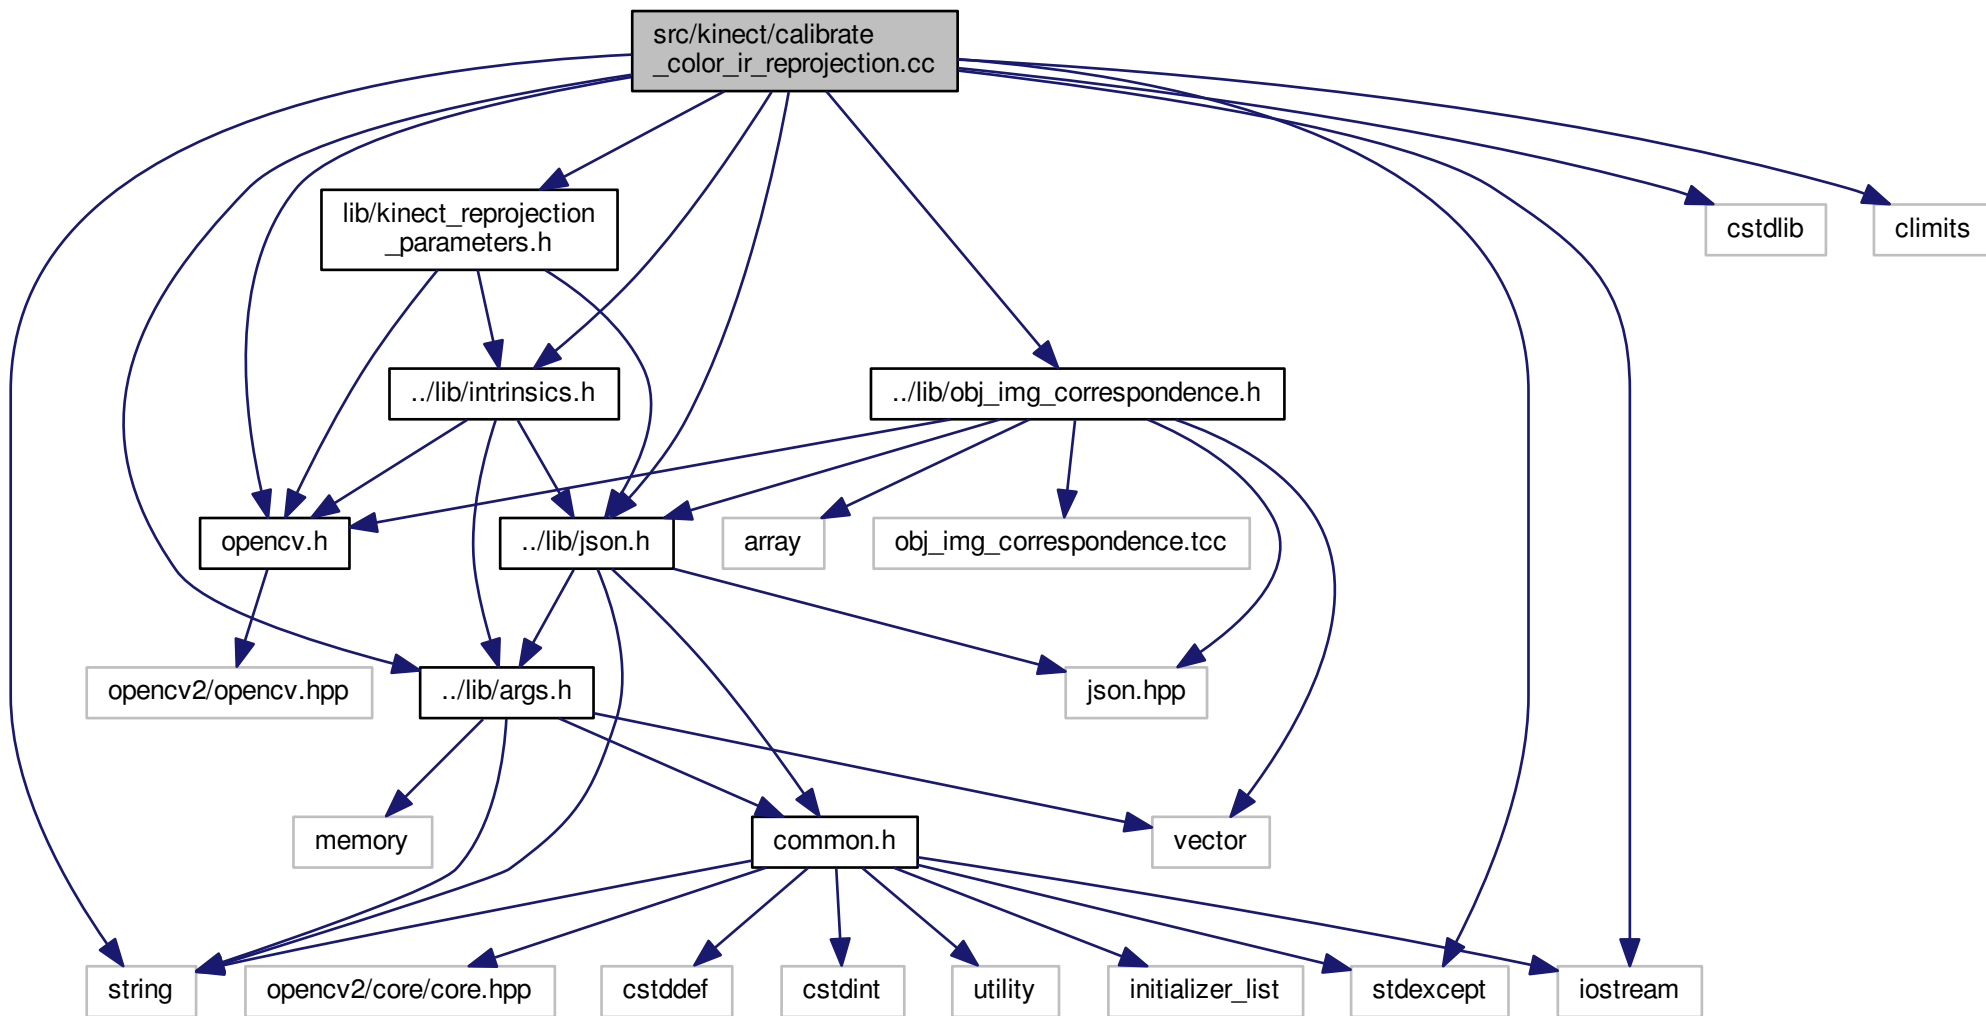 src/kinect/calibrate
_color_ir_reprojection.cc
lib/kinect_reprojection
_parameters.h
cstdlib
climits
../lib/intrinsics.h
../lib/obj_img_correspondence.h
opencv.h
../lib/json.h
array
obj_img_correspondence.tcc
opencv2/opencv.hpp
../lib/args.h
json.hpp
memory
common.h
vector
string
opencv2/core/core.hpp
cstddef
cstdint
utility
initializer_list
stdexcept
iostream